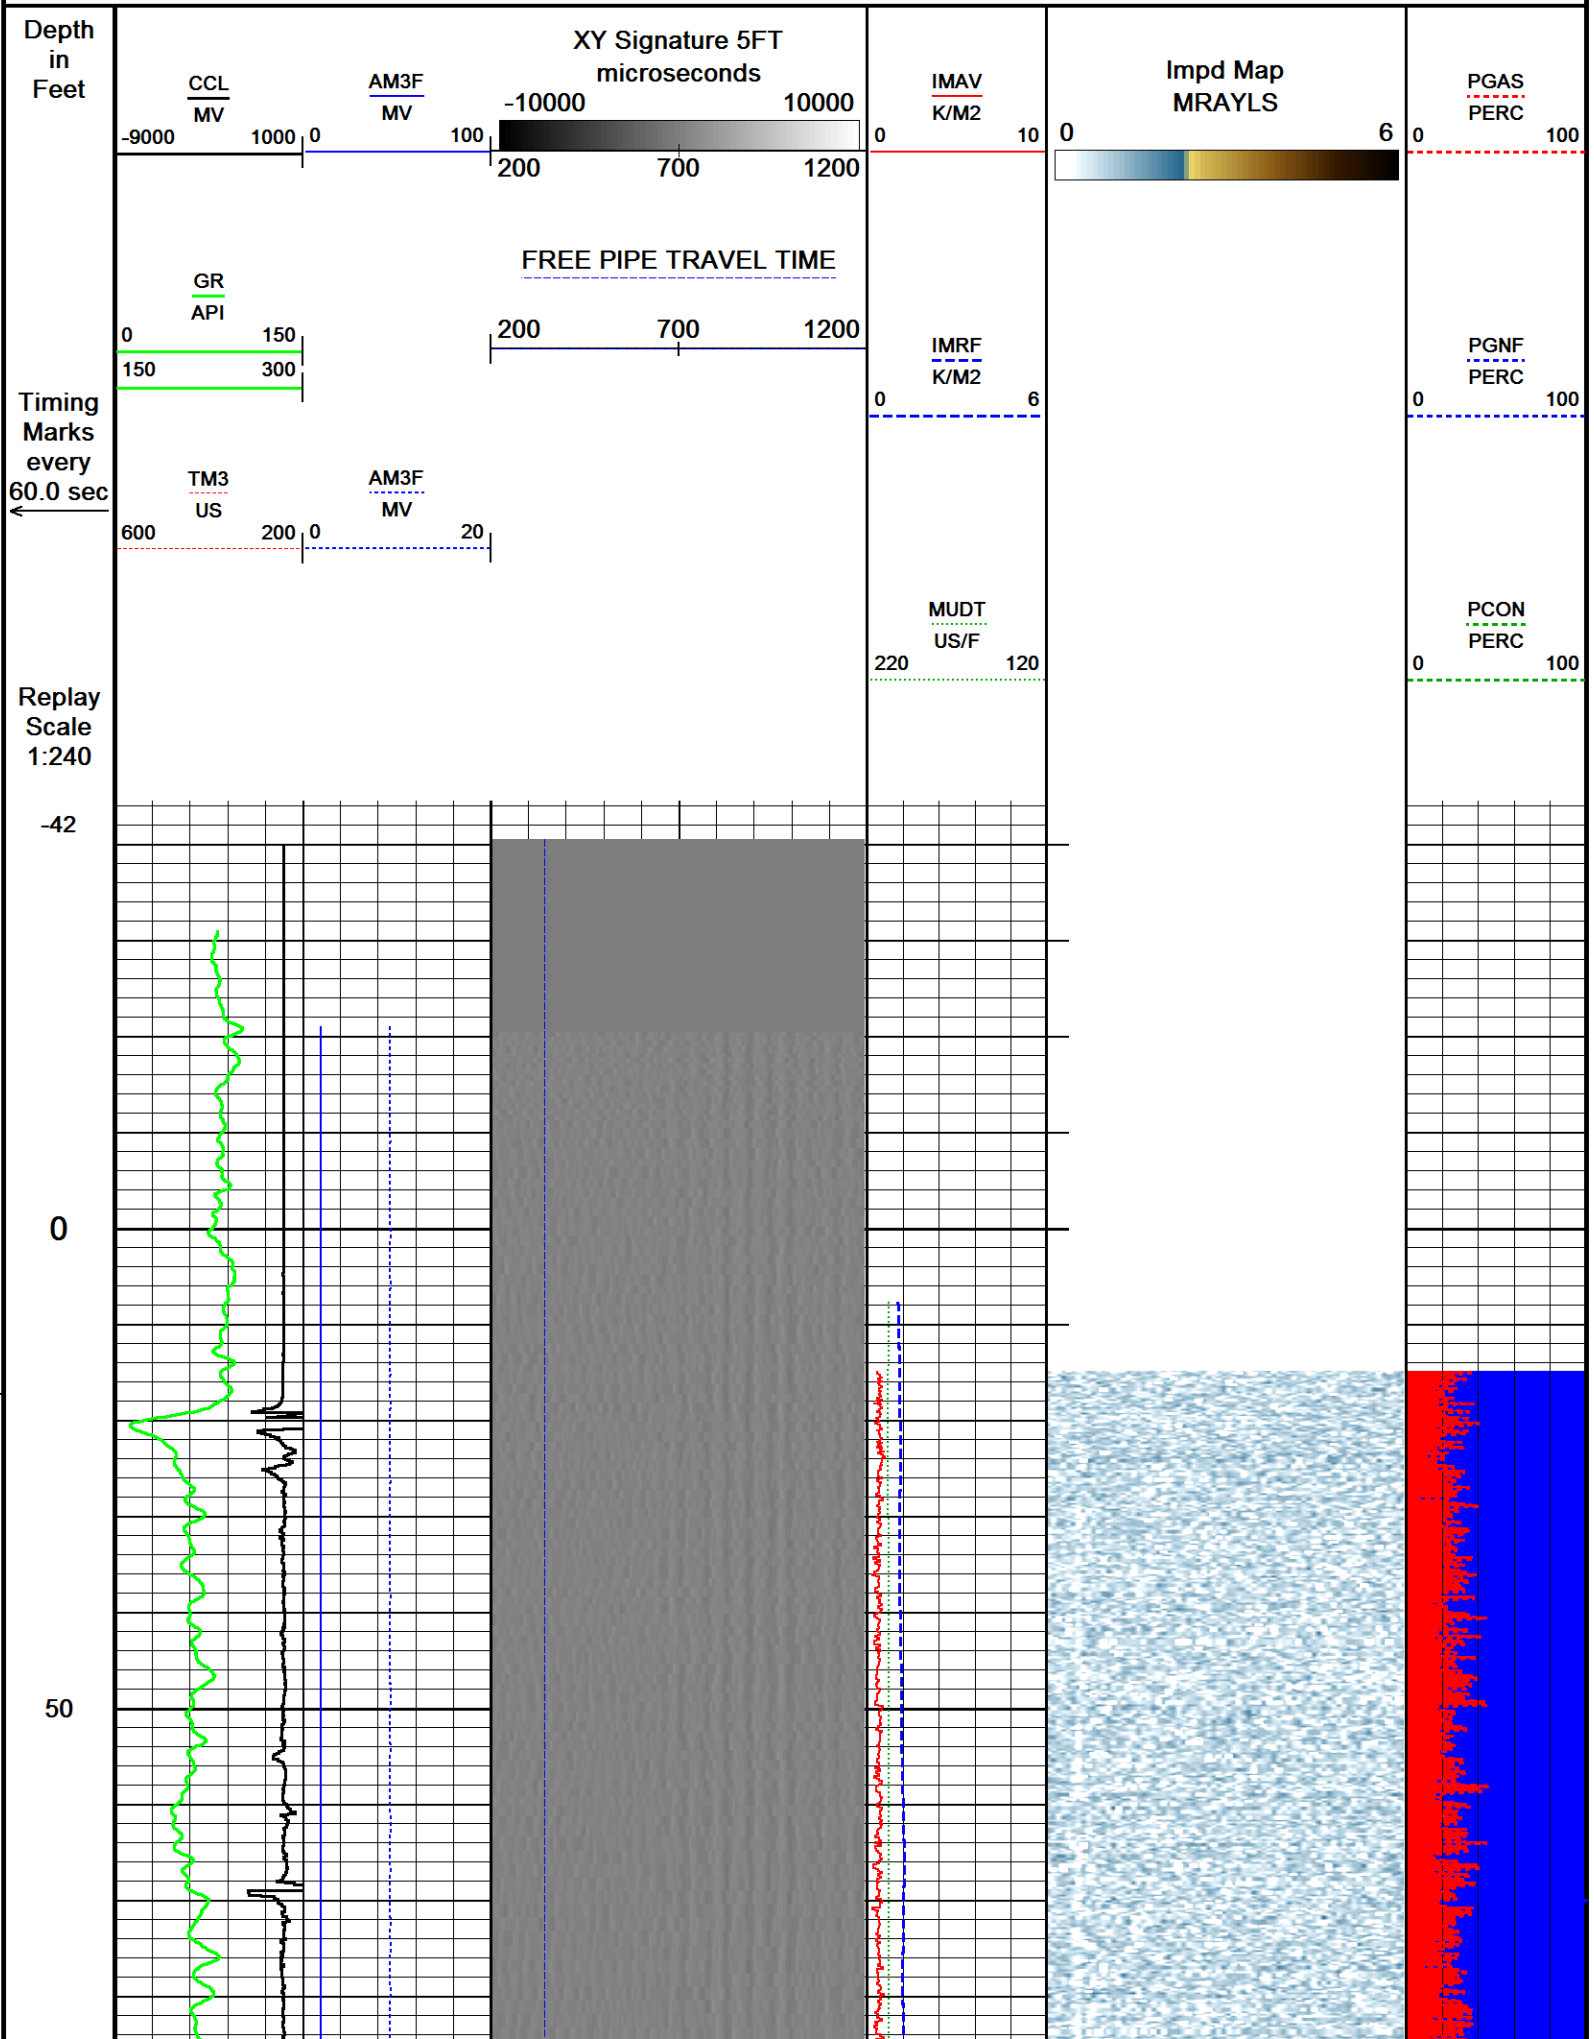 Depth
in
Feet
Timing
Marks
every
60.0 sec
Replay
Scale
1:240
CCL
MV
-9000 1000
GR
API
0 150
150 300
TM3
US
600 200
AM3F
MV
0 100
AM3F
MV
0 20
XY Signature 5FT
microseconds
-10000 10000
200 700 1200
FREE PIPE TRAVEL TIME
200 700 1200
IMAV
K/M2
0 10
IMRF
K/M2
0 6
MUDT
US/F
220 120
Impd Map
MRAYLS
0 6
PGAS
PERC
0 100
PGNF
PERC
0 100
PCON
PERC
0 100
-42
0
50